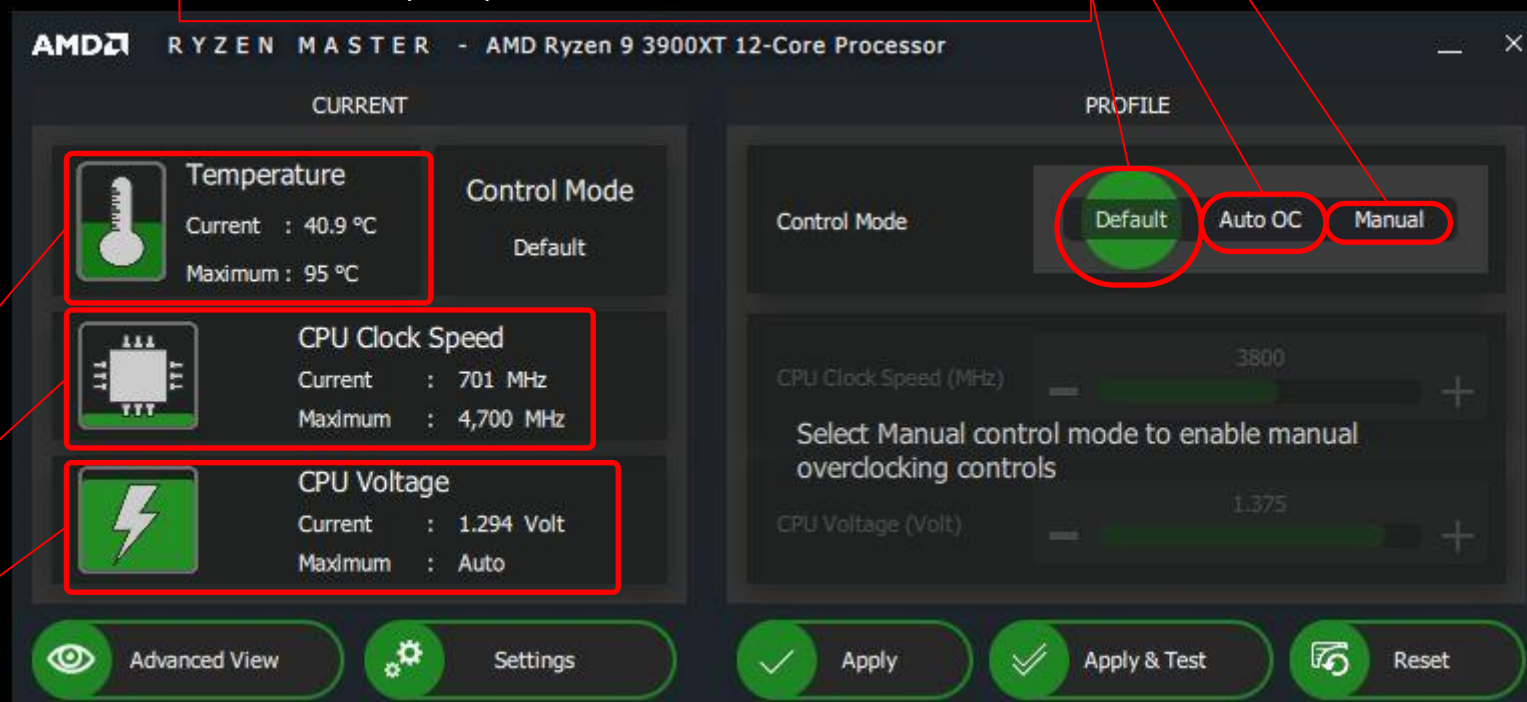 AMD RYZEN MASTER - AMD Ryzen 9 3900XT 12-Core Processor
CURRENT
Temperature
Current : 40.9 °C
Maximum : 95 °C
Control Mode
Default
CPU Clock Speed
Current : 701 MHz
Maximum : 4,700 MHz
CPU Voltage
Current : 1.294 Volt
Maximum : Auto
Advanced View
Settings
PROFILE
Control Mode
Default Auto OC Manual
CPU Clock Speed (MHz)
3800
Select Manual control mode to enable manual
overclocking controls
CPU Voltage (Volt)
1.375
Apply
Apply & Test
Reset